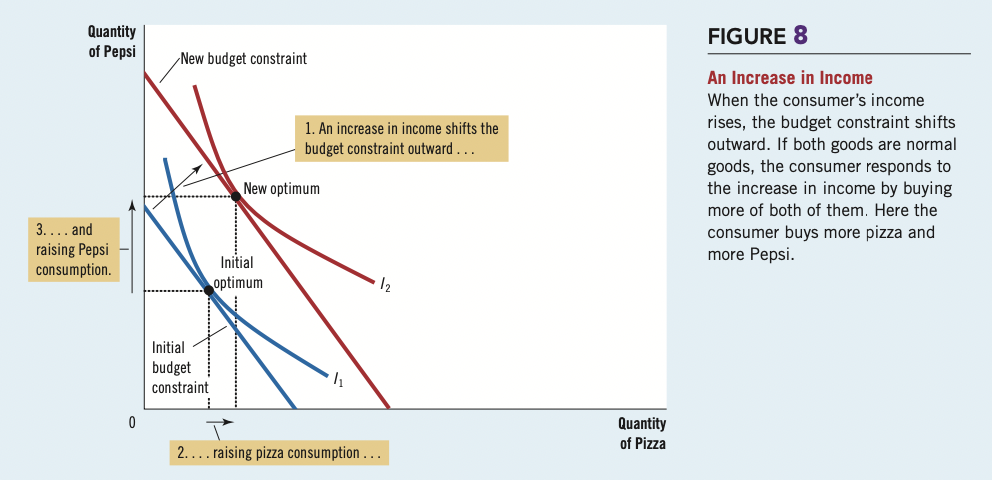 Quantity
of Pepsi
New budget constraint
1. An increase in income shifts the
budget constraint outward . . .
New optimum
3. . . . and
raising Pepsi
consumption.
Initial
optimum
I2
Initial
budget
constraint
I1
0
Quantity
of Pizza
2. . . . raising pizza consumption . . .
FIGURE 8
An Increase in Income
When the consumer’s income
rises, the budget constraint shifts
outward. If both goods are normal
goods, the consumer responds to
the increase in income by buying
more of both of them. Here the
consumer buys more pizza and
more Pepsi.